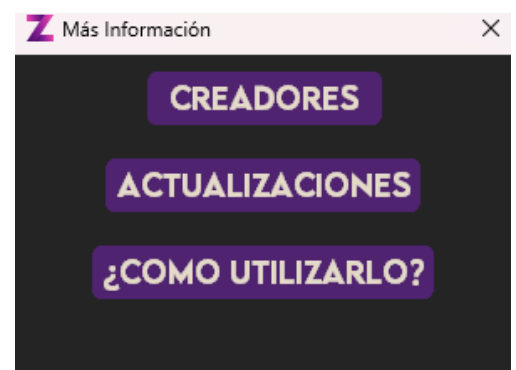 Más Información
CREADORES
ACTUALIZACIONES
¿COMO UTILIZARLO?